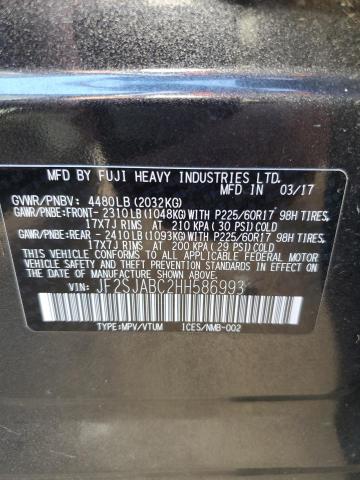 MFD BY FUJI HEAVY INDUSTRIES LTD.
MFD IN 03/17
GVWR/PNBV: 4480LB(2032KG)
GAWR/PNBE:FRONT- 2310LB(1048KG)WITH P225/60R17 98H TIRES,
17X7J RIMS AT 210 KPA(30 PSI)COLD
GAWR/PNBE:REAR - 2410LB(1093KG)WITH P225/60R17 98H TIRES,
17X7J RIMS AT 200 KPA(29 PSI)COLD
THIS VEHICLE CONFORMS TO ALL APPLICABLE
FEDERAL MOTOR VEHICLE SAFETY
STANDARDS IN EFFECT ON THE DATE OF
MANUFACTURE SHOWN ABOVE.
VIN: JF2SJABC2HH586993
TYPE:MPV/VTUM ICES/NMB-002